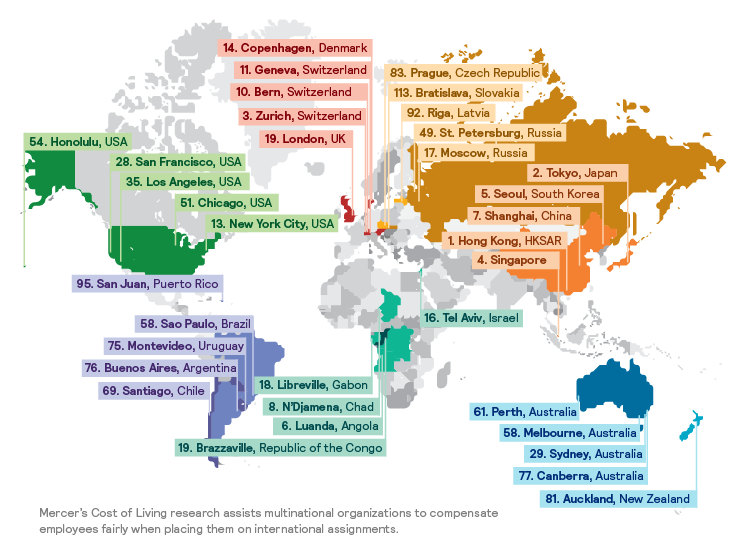 14. Copenhagen, Denmark
11. Geneva, Switzerland
10. Bern, Switzerland
3. Zurich, Switzerland
19. London, UK
83. Prague, Czech Republic
113. Bratislava, Slovakia
92. Riga, Latvia
49. St. Petersburg, Russia
17. Moscow, Russia
54. Honolulu, USA
28. San Francisco, USA
35. Los Angeles, USA
51. Chicago, USA
13. New York City, USA
2. Tokyo, Japan
5. Seoul, South Korea
7. Shanghai, China
1. Hong Kong, HKSAR
4. Singapore
95. San Juan, Puerto Rico
58. Sao Paulo, Brazil
75. Montevideo, Uruguay
76. Buenos Aires, Argentina
69. Santiago, Chile
16. Tel Aviv, Israel
18. Libreville, Gabon
8. N'Djamena, Chad
6. Luanda, Angola
19. Brazzaville, Republic of the Congo
61. Perth, Australia
58. Melbourne, Australia
29. Sydney, Australia
77. Canberra, Australia
81. Auckland, New Zealand
Mercer's Cost of Living research assists multinational organizations to compensate
employees fairly when placing them on international assignments.